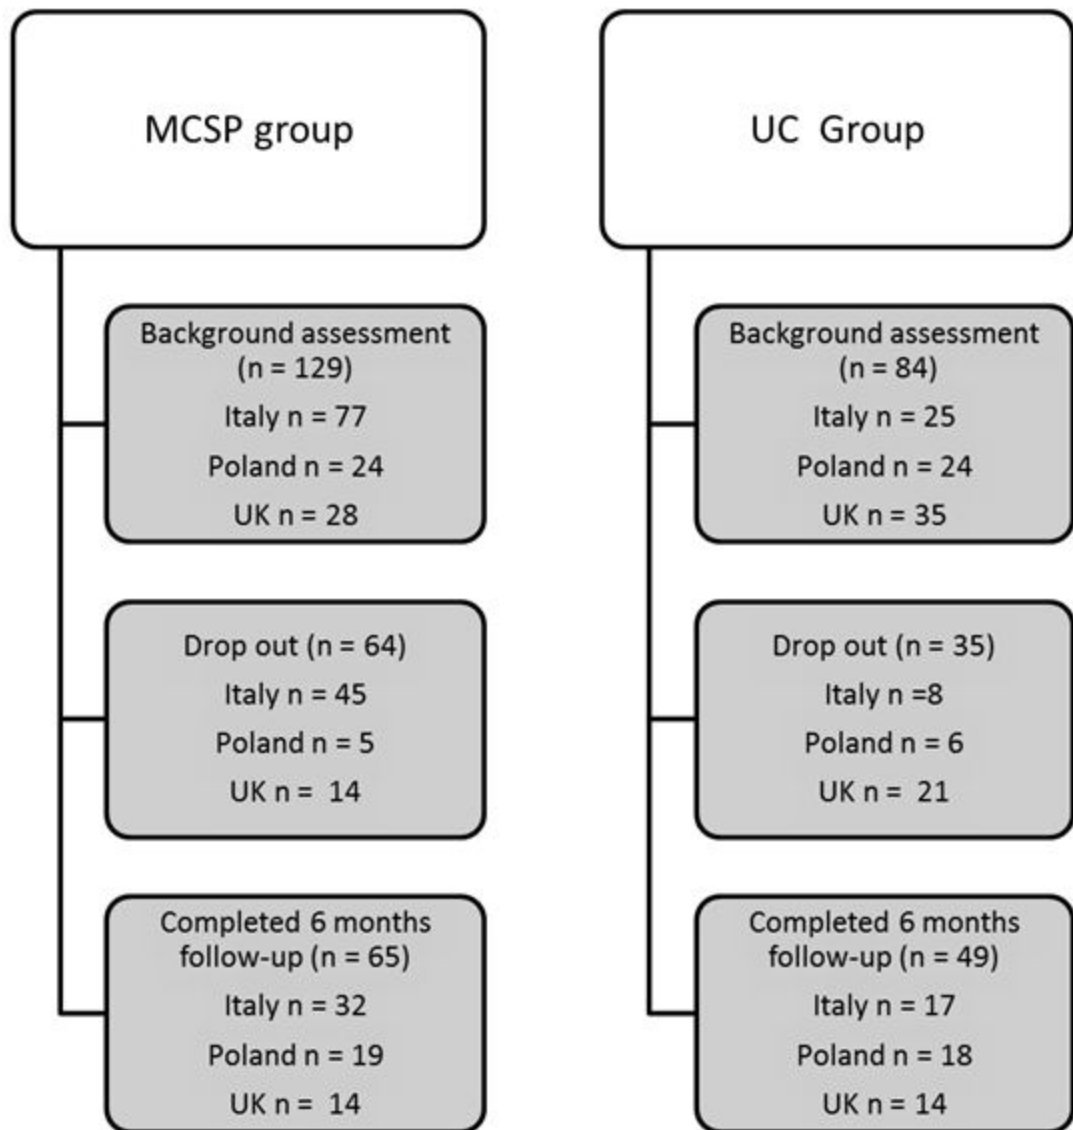 MCSP group
Background assessment
(n = 129)
Italy n = 77
Poland n = 24
UK n = 28
Drop out (n = 64)
Italy n = 45
Poland n = 5
UK n =  14
Completed 6 months
follow-up (n = 65)
Italy n = 32
Poland n = 19
UK n =  14
UC  Group
Background assessment
(n = 84)
Italy n = 25
Poland n = 24
UK n = 35
Drop out (n = 35)
Italy n =8
Poland n = 6
UK n =  21
Completed 6 months
follow-up (n = 49)
Italy n = 17
Poland n = 18
UK n = 14